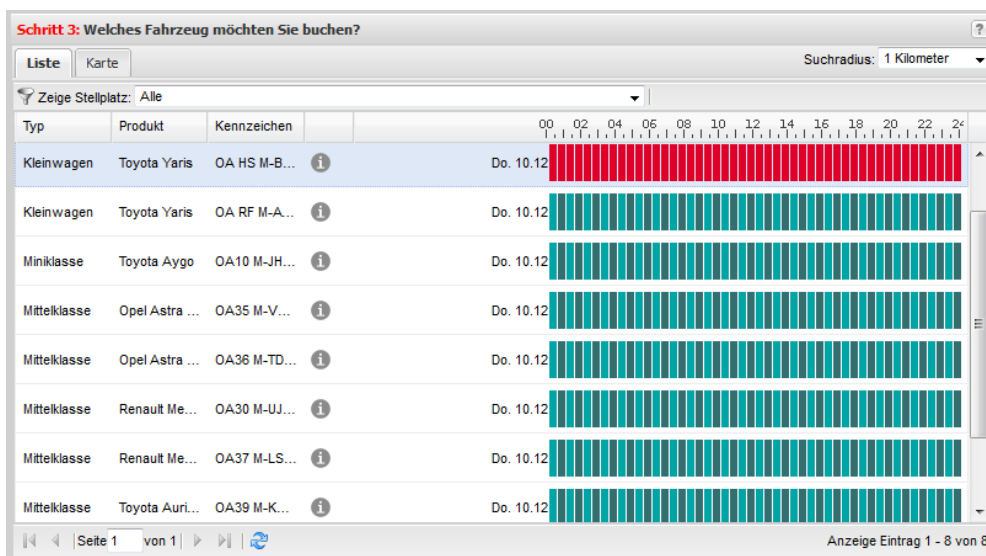 Schritt 3: Welches Fahrzeug möchten Sie buchen? ?
Liste Karte Suchradius: 1 Kilometer
Zeige Stellplatz: Alle
Typ Produkt Kennzeichen 00 02 04 06 08 10 12 14 16 18 20 22 24
Kleinwagen Toyota Yaris OA HS M-B... i Do. 10.12
Kleinwagen Toyota Yaris OA RF M-A... i Do. 10.12
Miniklasse Toyota Aygo OA10 M-JH... i Do. 10.12
Mittelklasse Opel Astra ... OA35 M-V... i Do. 10.12
Mittelklasse Opel Astra ... OA36 M-TD... i Do. 10.12
Mittelklasse Renault Me... OA30 M-UJ... i Do. 10.12
Mittelklasse Renault Me... OA37 M-LS... i Do. 10.12
Mittelklasse Toyota Auri... OA39 M-K... i Do. 10.12
Seite 1 von 1 Anzeige Eintrag 1 - 8 von 8